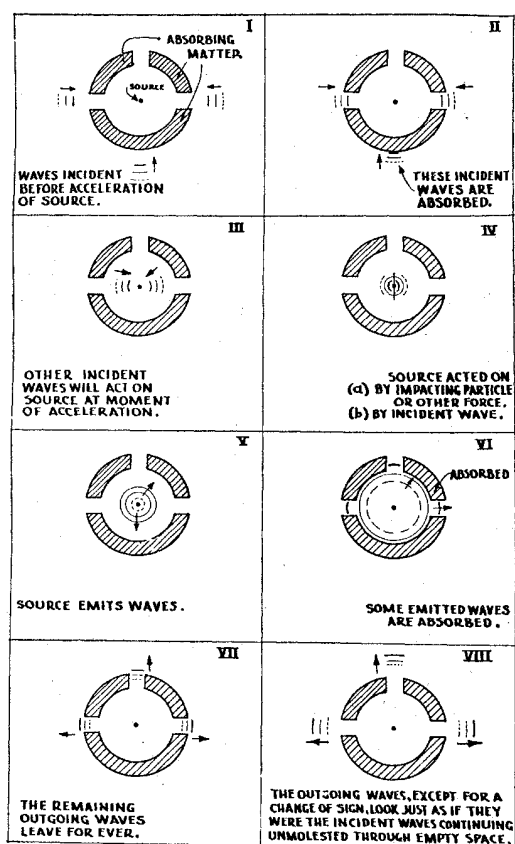 I
ABSORBING
MATTER.
SOURCE
WAVES INCIDENT
BEFORE ACCELERATION
OF SOURCE.
II
THESE INCIDENT
WAVES ARE
ABSORBED.
III
OTHER INCIDENT
WAVES WILL ACT ON
SOURCE AT MOMENT
OF ACCELERATION.
IV
SOURCE ACTED ON
(a) BY IMPACTING PARTICLE
OR OTHER FORCE.
(b) BY INCIDENT WAVE.
V
SOURCE EMITS WAVES.
VI
ABSORBED
SOME EMITTED WAVES
ARE ABSORBED.
VII
THE REMAINING
OUTGOING WAVES
LEAVE FOR EVER.
VIII
THE OUTGOING WAVES, EXCEPT FOR A
CHANGE OF SIGN, LOOK JUST AS IF THEY
WERE THE INCIDENT WAVES CONTINUING
UNMOLESTED THROUGH EMPTY SPACE.